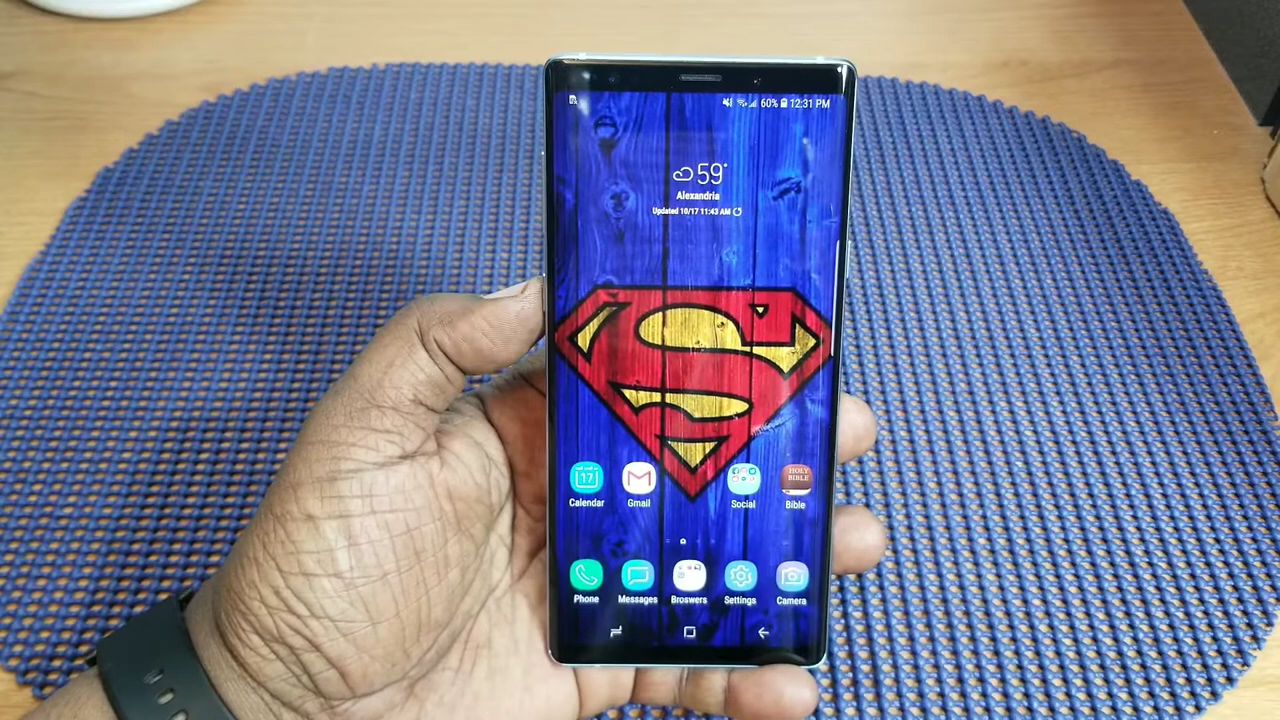 60% 12:31 PM
59°
Alexandria
Updated 10/17 11:43 AM
S
17
HOLY
BIBLE
Calendar Gmail Social Bible
Phone Messages Broswers Settings Camera